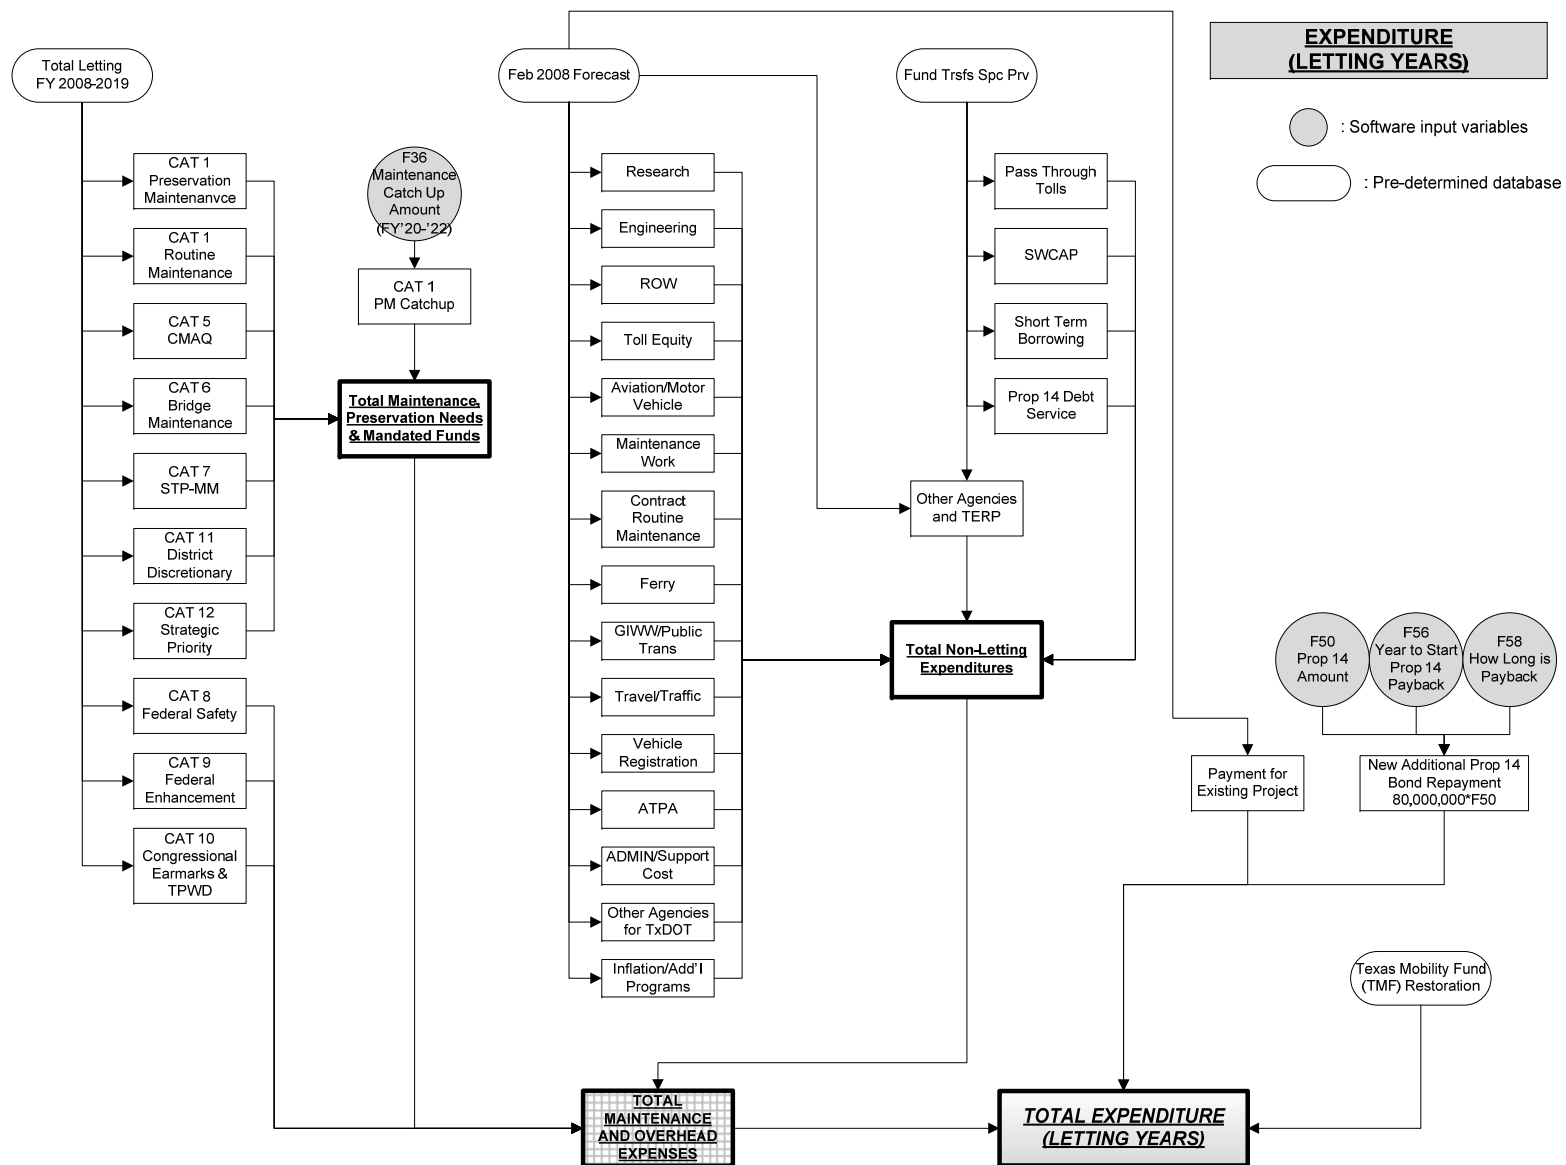 EXPENDITURE
(LETTING YEARS)
: Software input variables
: Pre-determined database
Total Letting
FY 2008-2019
CAT 1
Preservation
Maintenanvce
CAT 1
Routine
Maintenance
CAT 5
CMAQ
CAT 6
Bridge
Maintenance
CAT 7
STP-MM
CAT 11
District
Discretionary
CAT 12
Strategic
Priority
CAT 8
Federal Safety
CAT 9
Federal
Enhancement
CAT 10
Congressional
Earmarks &
TPWD
F36
Maintenance
Catch Up
Amount
(FY'20-'22)
CAT 1
PM Catchup
Total Maintenance,
Preservation Needs
& Mandated Funds
Feb 2008 Forecast
Research
Engineering
ROW
Toll Equity
Aviation/Motor
Vehicle
Maintenance
Work
Contract
Routine
Maintenance
Ferry
GIWW/Public
Trans
Travel/Traffic
Vehicle
Registration
ATPA
ADMIN/Support
Cost
Other Agencies
for TxDOT
Inflation/Add'l
Programs
Fund Trsfs Spc Prv
Pass Through
Tolls
SWCAP
Short Term
Borrowing
Prop 14 Debt
Service
Other Agencies
and TERP
Total Non-Letting
Expenditures
F50
Prop 14
Amount
F56
Year to Start
Prop 14
Payback
F58
How Long is
Payback
Payment for
Existing Project
New Additional Prop 14
Bond Repayment
80,000,000*F50
Texas Mobility Fund
(TMF) Restoration
TOTAL
MAINTENANCE
AND OVERHEAD
EXPENSES
TOTAL EXPENDITURE
(LETTING YEARS)